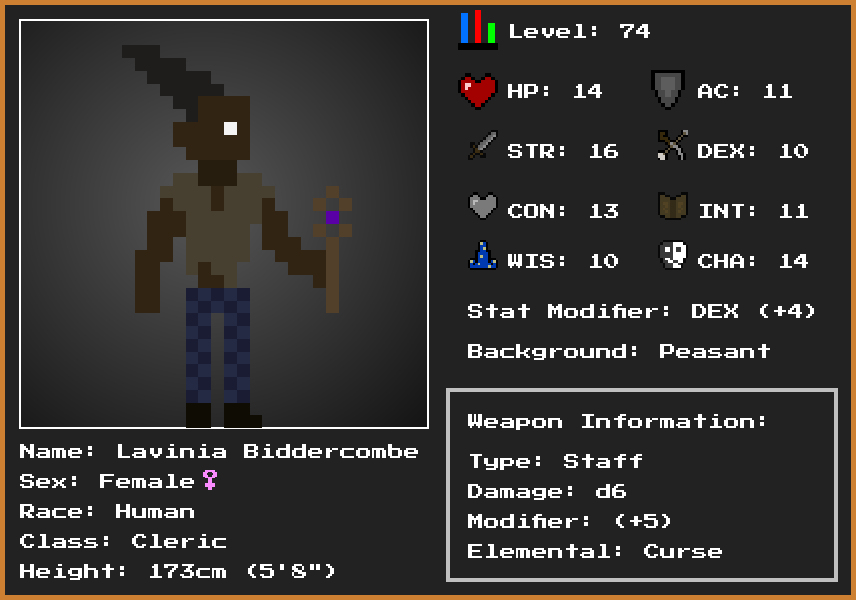 Level: 74
HP: 14
AC: 11
STR: 16
DEX: 10
CON: 13
INT: 11
WIS: 10
CHA: 14
Stat Modifier: DEX (+4)
Background: Peasant
Weapon Information:
Type: Staff
Damage: d6
Modifier: (+5)
Elemental: Curse
Name: Lavinia Biddercombe
Sex: Female♀
Race: Human
Class: Cleric
Height: 173cm (5'8")